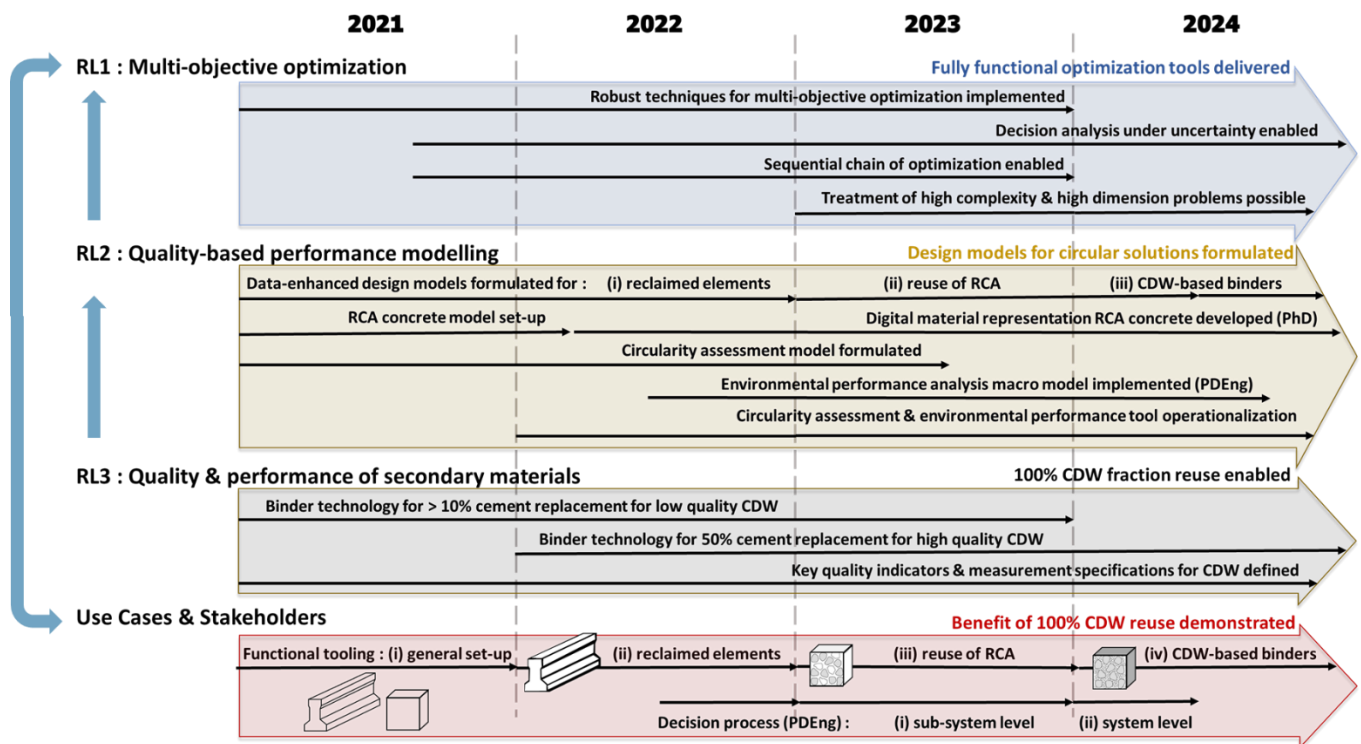 2021 2022 2023 2024
RL1 : Multi-objective optimization
Fully functional optimization tools delivered
Robust techniques for multi-objective optimization implemented
Decision analysis under uncertainty enabled
Sequential chain of optimization enabled
Treatment of high complexity & high dimension problems possible
RL2 : Quality-based performance modelling
Design models for circular solutions formulated
Data-enhanced design models formulated for : (i) reclaimed elements (ii) reuse of RCA (iii) CDW-based binders
RCA concrete model set-up
Digital material representation RCA concrete developed (PhD)
Circularity assessment model formulated
Environmental performance analysis macro model implemented (PDEng)
Circularity assessment & environmental performance tool operationalization
RL3 : Quality & performance of secondary materials
100% CDW fraction reuse enabled
Binder technology for > 10% cement replacement for low quality CDW
Binder technology for 50% cement replacement for high quality CDW
Key quality indicators & measurement specifications for CDW defined
Use Cases & Stakeholders
Benefit of 100% CDW reuse demonstrated
Functional tooling : (i) general set-up (ii) reclaimed elements (iii) reuse of RCA (iv) CDW-based binders
Decision process (PDEng) : (i) sub-system level (ii) system level